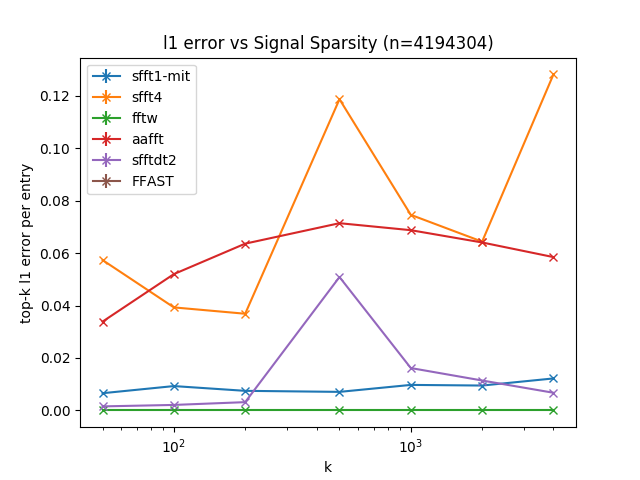 l1 error vs Signal Sparsity (n=4194304)
sfft1-mit
sfft4
fftw
aafft
sfftdt2
FFAST
top-k l1 error per entry
0.12
0.10
0.08
0.06
0.04
0.02
0.00
10² 10³
k